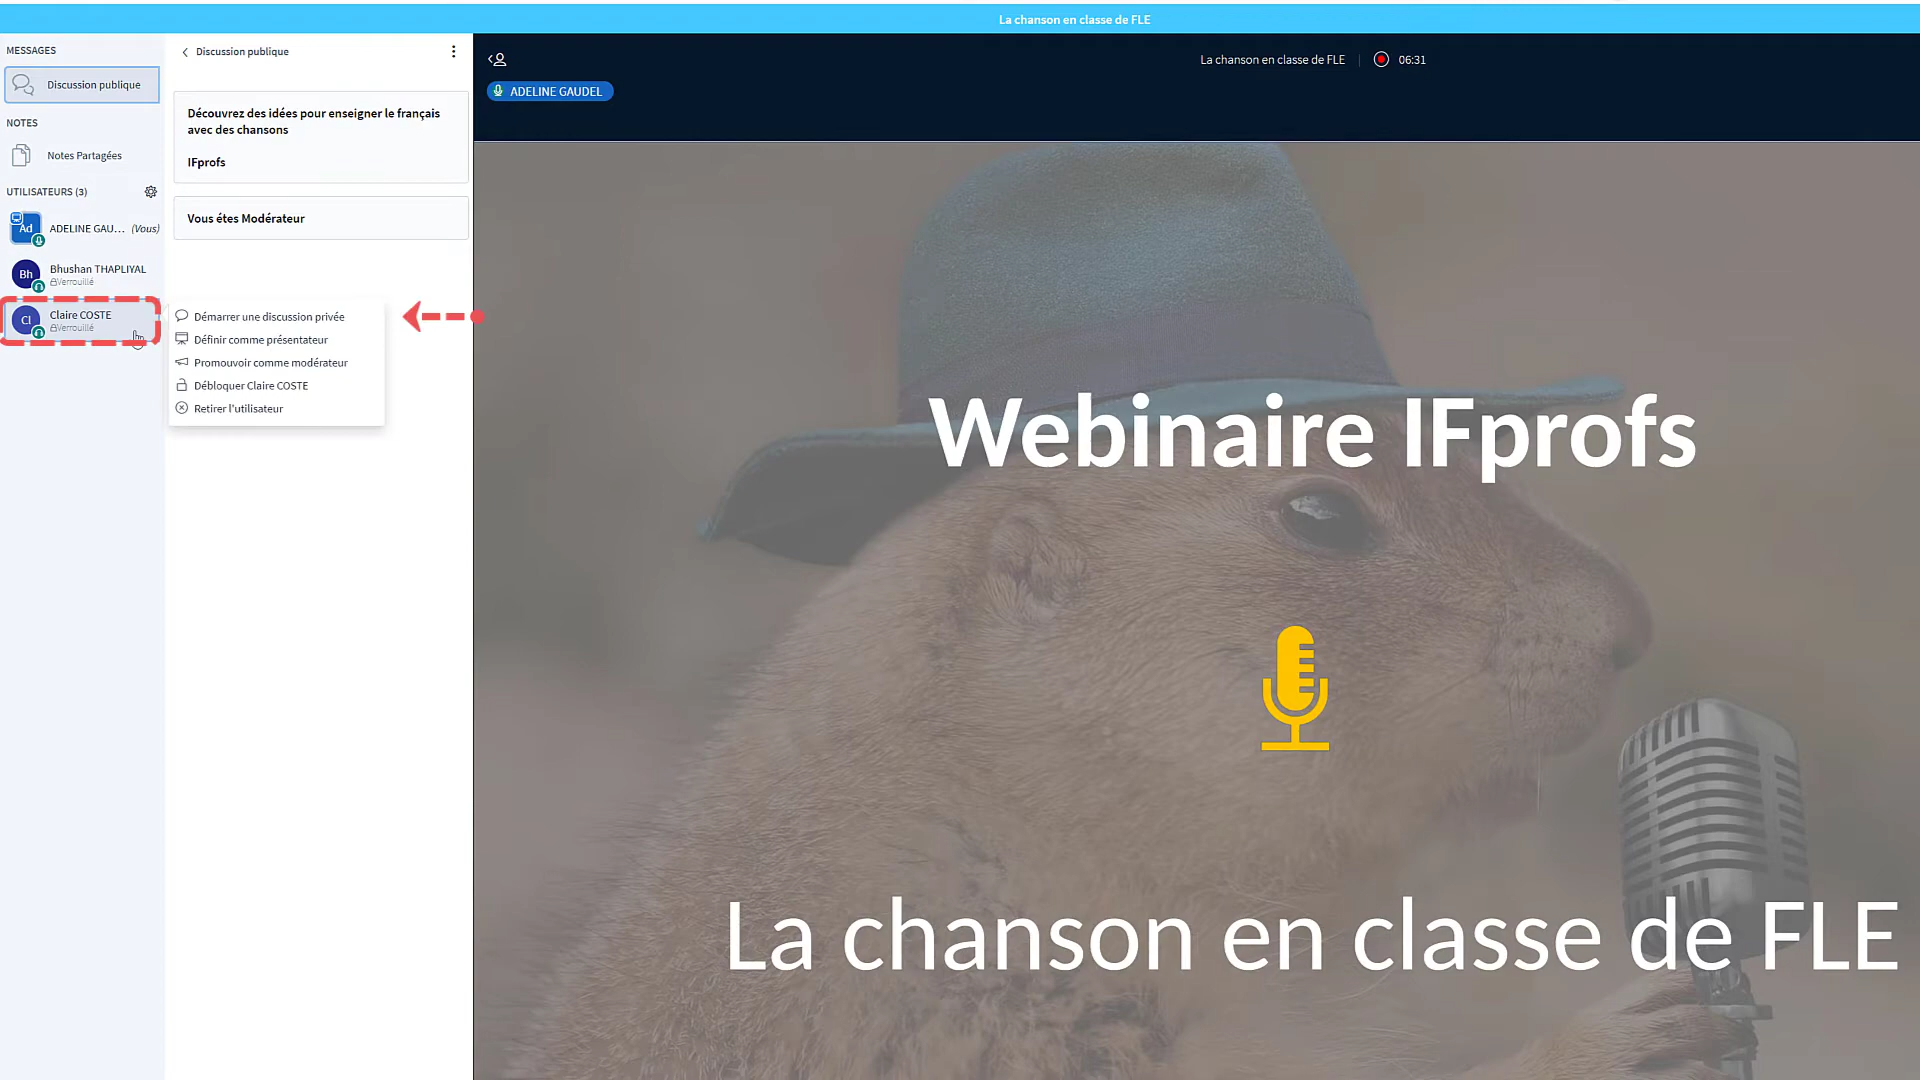 La chanson en classe de FLE
MESSAGES
Discussion publique
NOTES
Notes Partagées
UTILISATEURS (3)
Ad
ADELINE GAU... (Vous)
Bh
Bhushan THAPLIYAL
Verrouillé
Cl
Claire COSTE
Verrouillé
Discussion publique
Découvrez des idées pour enseigner le français
avec des chansons
IFprofs
Vous étes Modérateur
Démarrer une discussion privée
Définir comme présentateur
Promouvoir comme modérateur
Débloquer Claire COSTE
Retirer l'utilisateur
La chanson en classe de FLE
06:31
ADELINE GAUDEL
Webinaire IFprofs
La chanson en classe de FLE